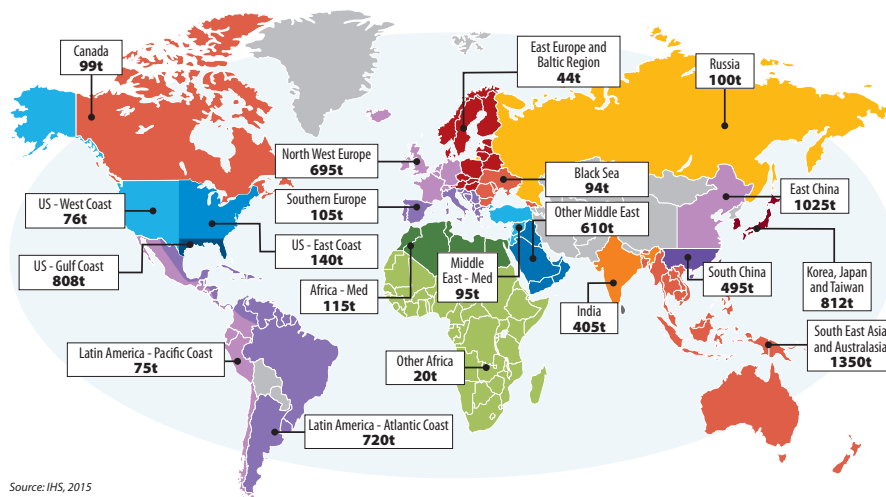 Canada
99t
East Europe and
Baltic Region
44t
Russia
100t
North West Europe
695t
Black Sea
94t
East China
1025t
US - West Coast
76t
Southern Europe
105t
Other Middle East
610t
US - East Coast
140t
US - Gulf Coast
808t
Africa - Med
115t
Middle
East - Med
95t
South China
495t
Korea, Japan
and Taiwan
812t
India
405t
South East Asia
and Australasia
1350t
Latin America - Pacific Coast
75t
Other Africa
20t
Latin America - Atlantic Coast
720t
Source: IHS, 2015